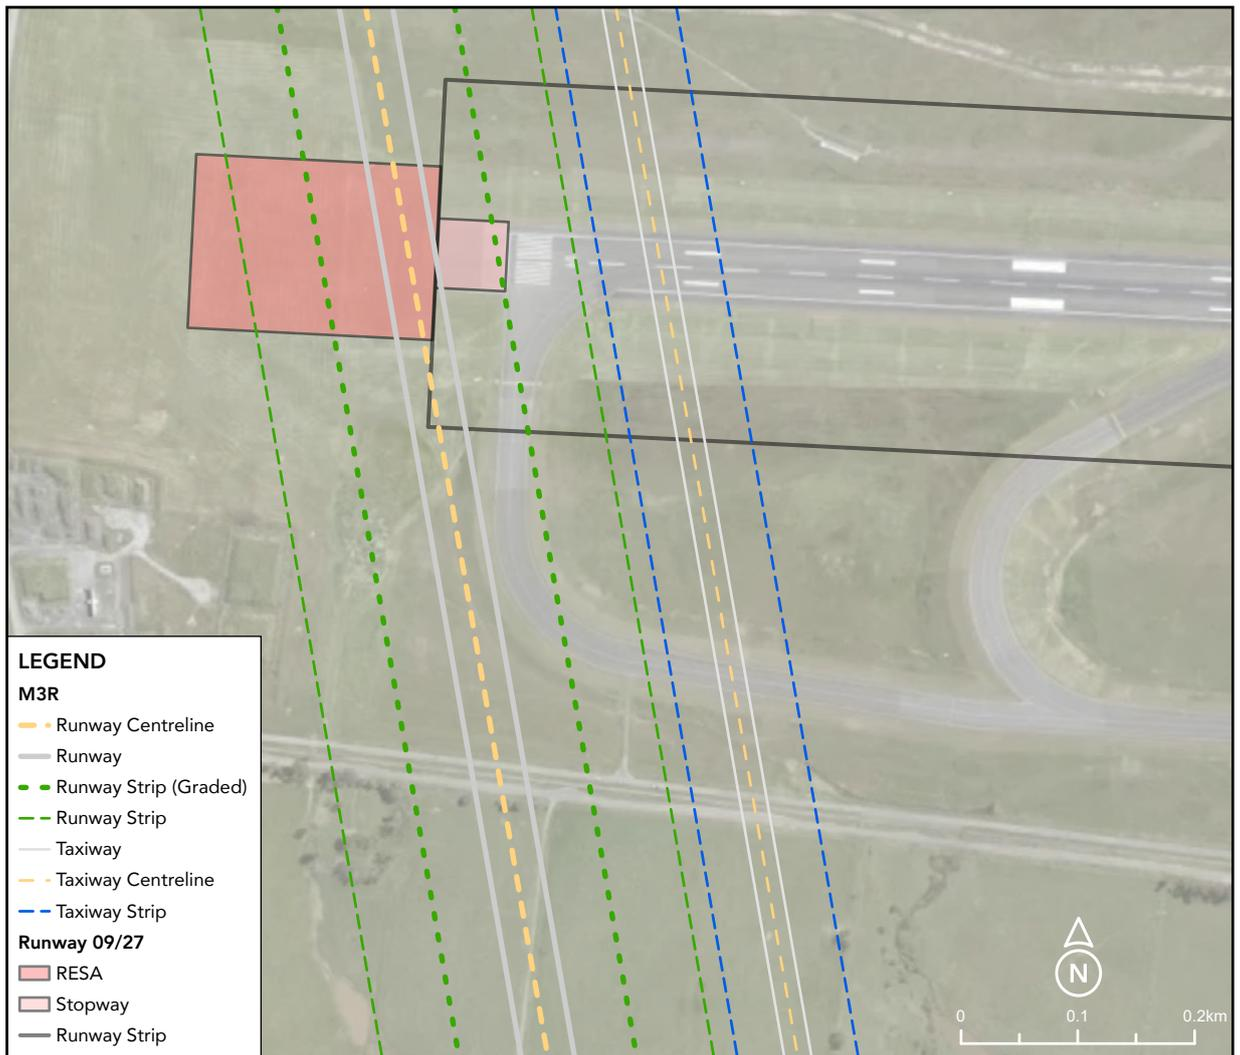 LEGEND
M3R
Runway Centreline
Runway
Runway Strip (Graded)
Runway Strip
Taxiway
Taxiway Centreline
Taxiway Strip
Runway 09/27
RESA
Stopway
Runway Strip
N
0 0.1 0.2km